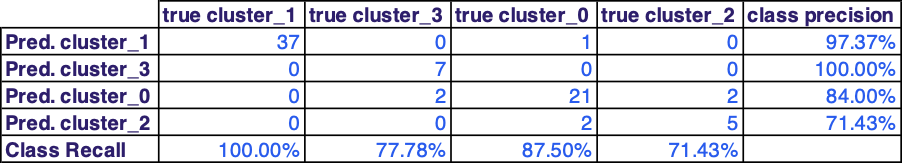 true cluster_1 true cluster_3 true cluster_0 true cluster_2 class precision
Pred. cluster_1 37 0 1 0 97.37%
Pred. cluster_3 0 7 0 0 100.00%
Pred. cluster_0 0 2 21 2 84.00%
Pred. cluster_2 0 0 2 5 71.43%
Class Recall 100.00% 77.78% 87.50% 71.43%